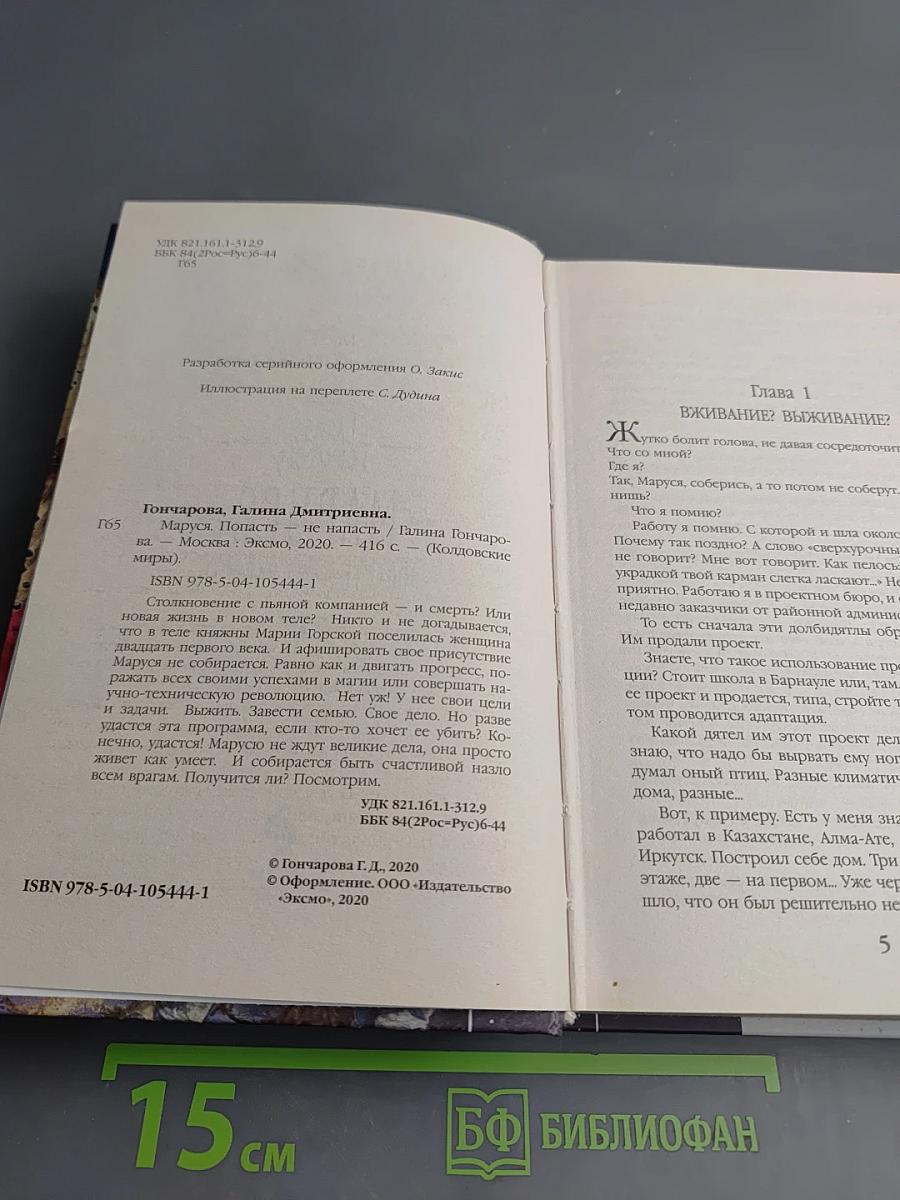 УДК 821.161.1-312.9
ББК 84(2Рос=Рус)6-44
Г65
Разработка серийного оформления О. Закис
Иллюстрация на переплете С. Дудина
Гончарова, Галина Дмитриевна.
Г65 Маруся. Попасть — не напасть / Галина Гончаро-
ва. — Москва : Эксмо, 2020. — 416 с. — (Колдовские
миры).
ISBN 978-5-04-105444-1
Столкновение с пьяной компанией — и смерть? Или
новая жизнь в новом теле? Никто и не догадывается,
что в теле княжны Марии Горской поселилась женщина
двадцать первого века. И афишировать свое присутствие
Маруся не собирается. Равно как и двигать прогресс, по-
ражать всех своими успехами в магии или совершать на-
учно-техническую революцию. Нет уж! У нее свои цели
и задачи. Выжить. Завести семью. Свое дело. Но разве
удастся эта программа, если кто-то хочет ее убить? Ко-
нечно, удастся! Марусю не ждут великие дела, она просто
живет как умеет. И собирается быть счастливой назло
всем врагам. Получится ли? Посмотрим.
УДК 821.161.1-312.9
ББК 84(2Рос=Рус)6-44
© Гончарова Г. Д., 2020
© Оформление. ООО «Издательство
«Эксмо», 2020
ISBN 978-5-04-105444-1
Глава 1
ВЖИВАНИЕ? ВЫЖИВАНИЕ?
Жутко болит голова, не давая сосредоточит
Что со мной?
Где я?
Так, Маруся, соберись, а то потом не соберут.
нишь?
Что я помню?
Работу я помню. С которой и шла около
Почему так поздно? А слово «сверхурочны
не говорит? Мне вот говорит. Как пелось:
украдкой твой карман слегка ласкают...» Не
приятно. Работаю я в проектном бюро, и
недавно заказчики от районной админис
То есть сначала эти долбидятлы обр
Им продали проект.
Знаете, что такое использование про
ции? Стоит школа в Барнауле или, там,
ее проект и продается, типа, стройте т
том проводится адаптация.
Какой дятел им этот проект дел
знаю, что надо бы вырвать ему ног
думал оный птиц. Разные климатич
дома, разные...
Вот, к примеру. Есть у меня зна
работал в Казахстане, Алма-Ате,
Иркутск. Построил себе дом. Три
этаже, две — на первом... Уже чер
шло, что он был решительно не
5
15 см
БФ БИБЛИОФАН